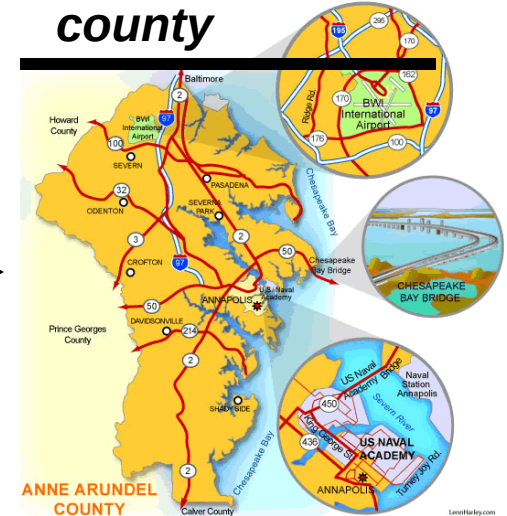 county
Baltimore
2
295
195
170
162
Ridge Rd.
170
BWI
International
Airport
97
176
100
Howard
County
BWI
International
Airport
97
100
SEVERN
PASADENA
32
ODENTON
SEVERNA
PARK
Chesapeake Bay
3
2
50
CROFTON
97
Chesapeake
Bay Bridge
CHESAPEAKE
BAY BRIDGE
U.S. Naval
Academy
ANNAPOLIS
50
DAVIDSONVILLE
214
Prince Georges
County
2
US Naval
Academy Bridge
Naval
Station
Annapolis
Severn River
450
King George St.
436
US NAVAL
ACADEMY
Turney Joy Rd.
ANNAPOLIS
SHADY SIDE
Chesapeake Bay
2
ANNE ARUNDEL
COUNTY
Calver County
LennHarley.com